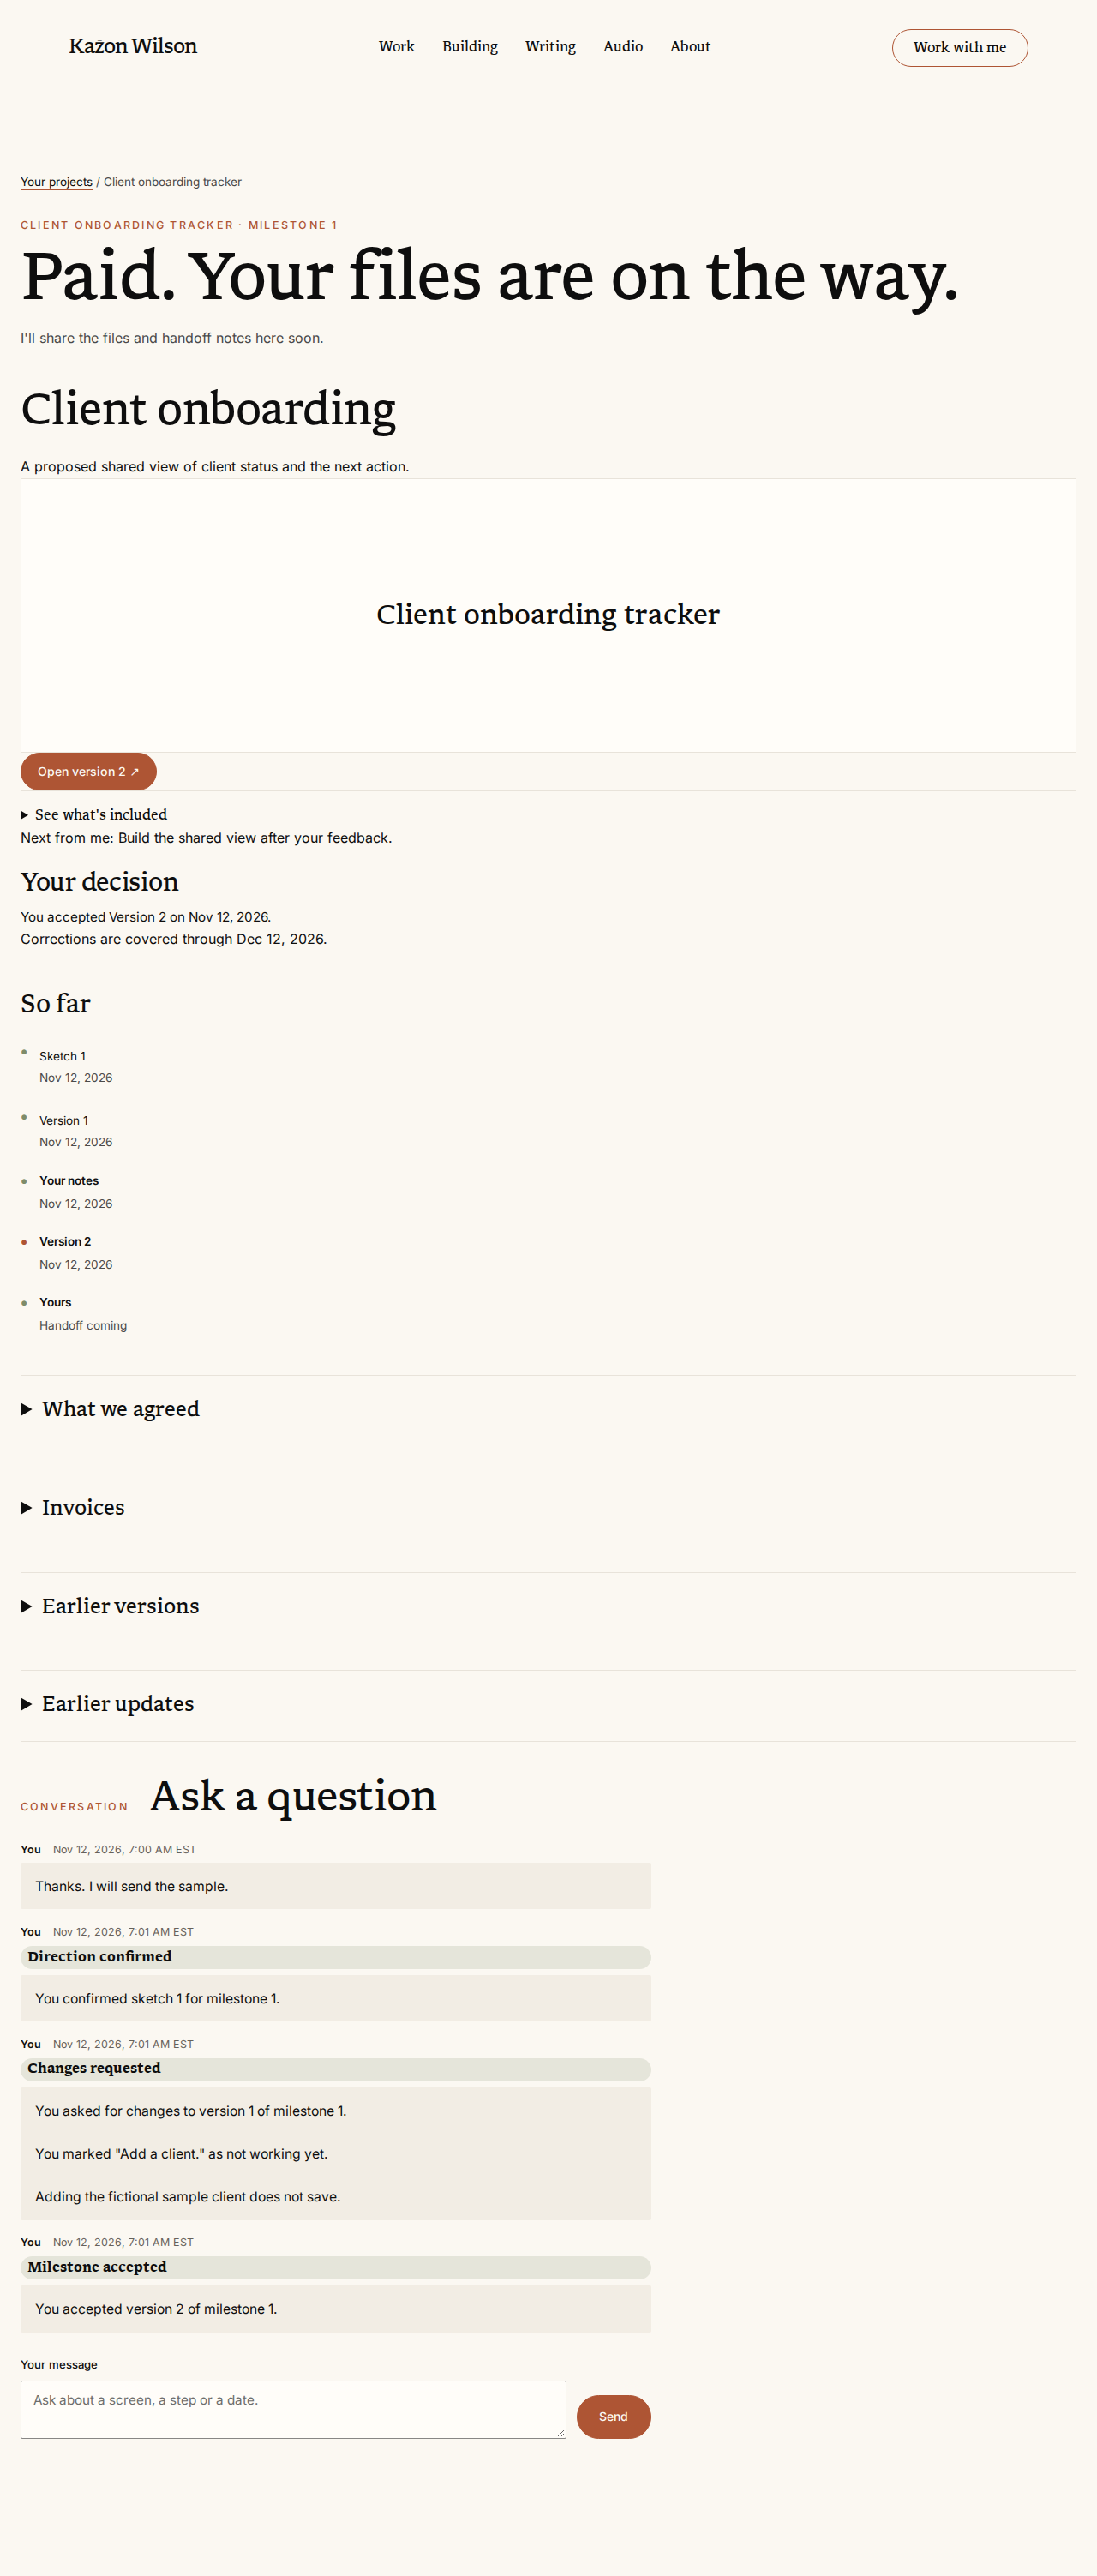 Kažon Wilson
Work
Building
Writing
Audio
About
Work with me
Your projects / Client onboarding tracker
CLIENT ONBOARDING TRACKER · MILESTONE 1
Paid. Your files are on the way.
I'll share the files and handoff notes here soon.
Client onboarding
A proposed shared view of client status and the next action.
Client onboarding tracker
Open version 2 ↗
See what's included
Next from me: Build the shared view after your feedback.
Your decision
You accepted Version 2 on Nov 12, 2026.
Corrections are covered through Dec 12, 2026.
So far
Sketch 1
Nov 12, 2026
Version 1
Nov 12, 2026
Your notes
Nov 12, 2026
Version 2
Nov 12, 2026
Yours
Handoff coming
What we agreed
Invoices
Earlier versions
Earlier updates
CONVERSATION Ask a question
You Nov 12, 2026, 7:00 AM EST
Thanks. I will send the sample.
You Nov 12, 2026, 7:01 AM EST
Direction confirmed
You confirmed sketch 1 for milestone 1.
You Nov 12, 2026, 7:01 AM EST
Changes requested
You asked for changes to version 1 of milestone 1.
You marked "Add a client." as not working yet.
Adding the fictional sample client does not save.
You Nov 12, 2026, 7:01 AM EST
Milestone accepted
You accepted version 2 of milestone 1.
Your message
Ask about a screen, a step or a date.
Send